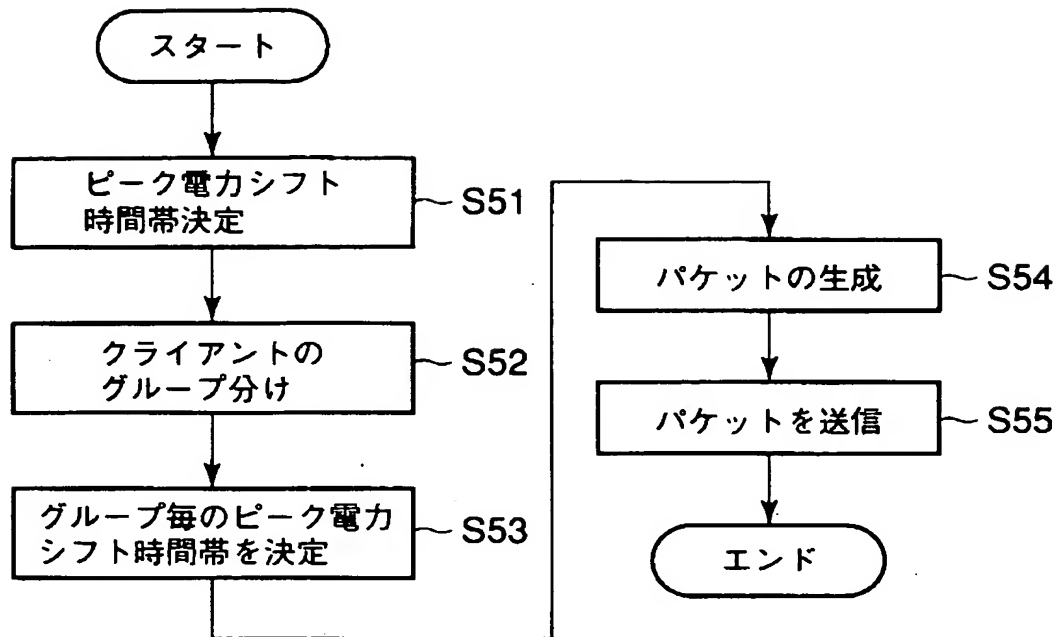 スタート
ピーク電力シフト
時間帯決定
S51
クライアントの
グループ分け
S52
グループ毎のピーク電力
シフト時間帯を決定
S53
パケットの生成
S54
パケットを送信
S55
エンド